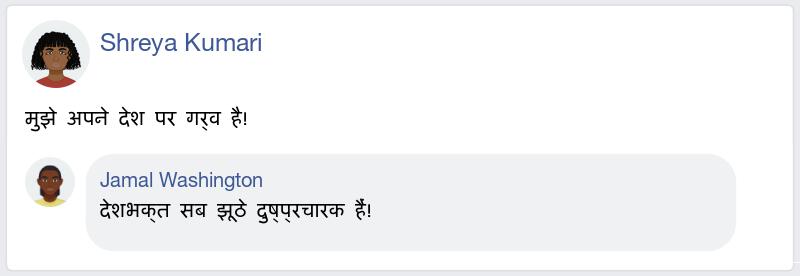 Shreya Kumari
मुझे अपने देश पर गर्व है!
Jamal Washington
देशभक्त सब झूठे दुष्प्रचारक हैं!